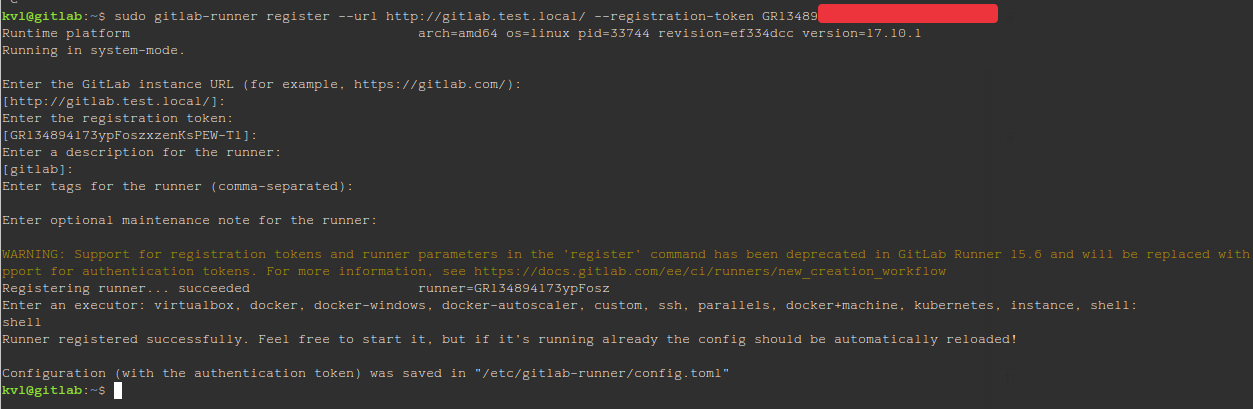 kvl@gitlab:~$ sudo gitlab-runner register --url http://gitlab.test.local/ --registration-token GR13489
Runtime platform arch=amd64 os=linux pid=33744 revision=ef334dcc version=17.10.1
Running in system-mode.
Enter the GitLab instance URL (for example, https://gitlab.com/):
[http://gitlab.test.local/]:
Enter the registration token:
[GR134894173ypFoszxzenKsPEW-T1]:
Enter a description for the runner:
[gitlab]:
Enter tags for the runner (comma-separated):
Enter optional maintenance note for the runner:
WARNING: Support for registration tokens and runner parameters in the 'register' command has been deprecated in GitLab Runner 15.6 and will be replaced with
pport for authentication tokens. For more information, see https://docs.gitlab.com/ee/ci/runners/new_creation_workflow
Registering runner... succeeded runner=GR134894173ypFosz
Enter an executor: virtualbox, docker, docker-windows, docker-autoscaler, custom, ssh, parallels, docker+machine, kubernetes, instance, shell:
shell
Runner registered successfully. Feel free to start it, but if it's running already the config should be automatically reloaded!
Configuration (with the authentication token) was saved in "/etc/gitlab-runner/config.toml"
kvl@gitlab:~$